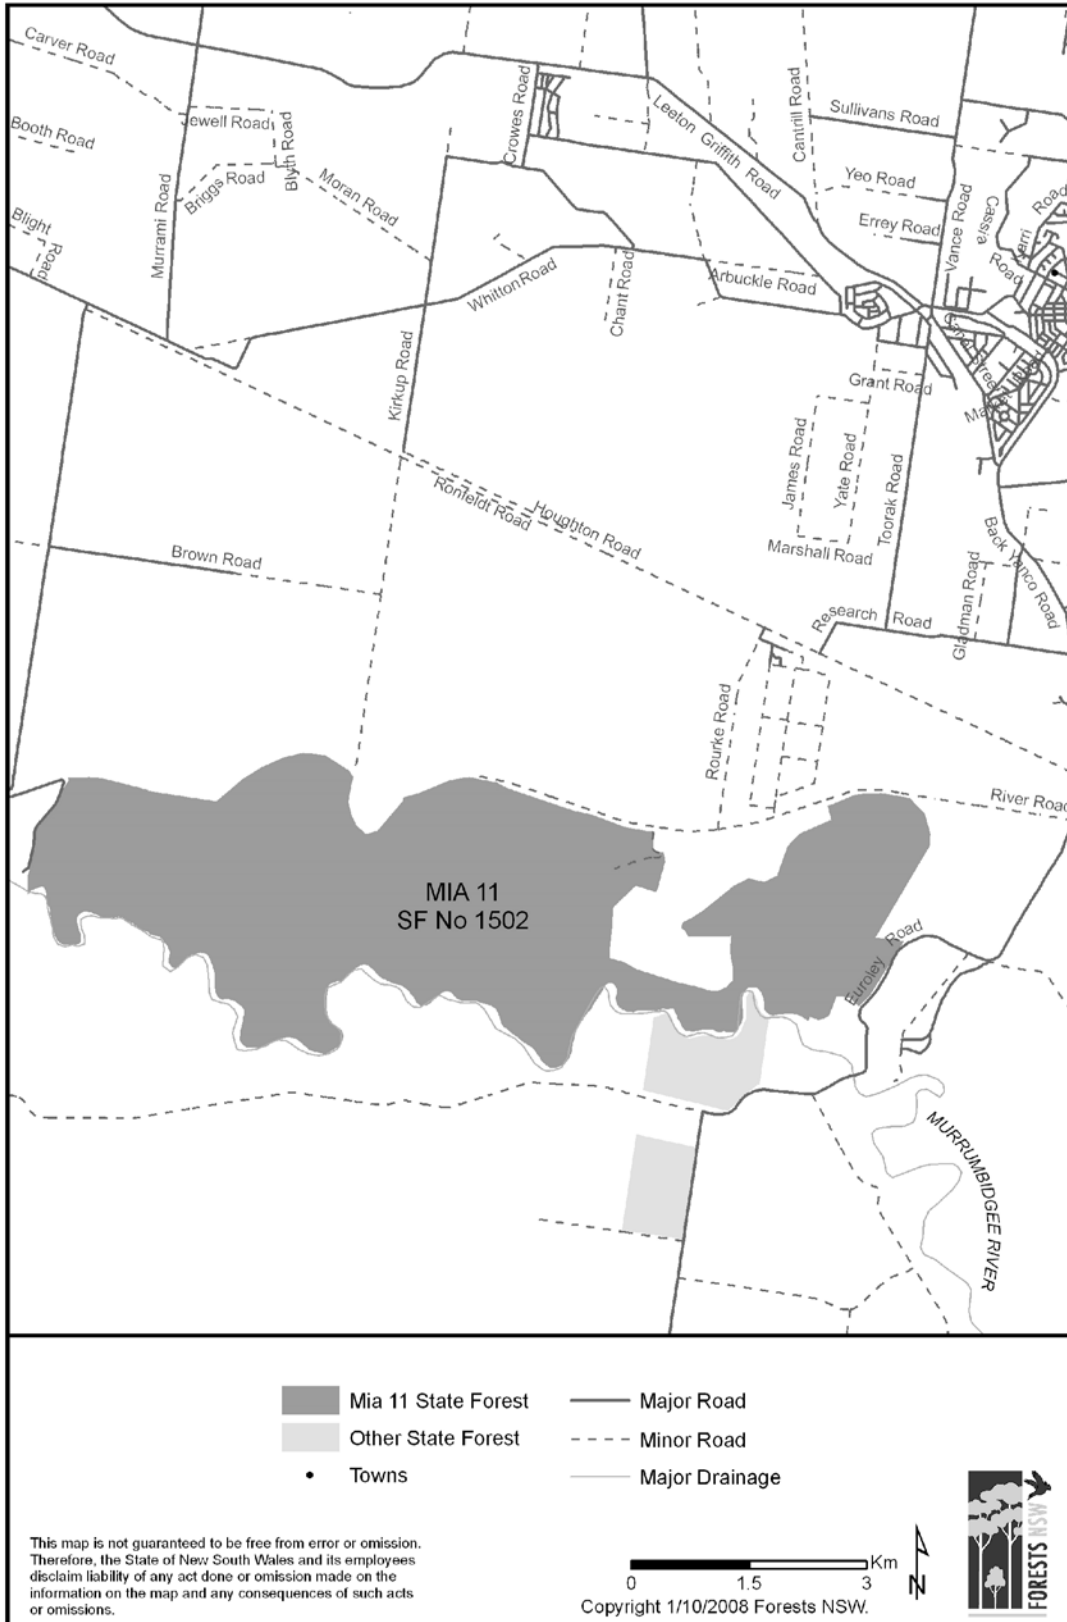 Carver Road
Booth Road
Jewell Road
Blyth Road
Briggs Road
Moran Road
Murrami Road
Blight
Road
Crowes Road
Leeton Griffith Road
Cantrill Road
Sullivans Road
Yeo Road
Errey Road
Vance Road
Cassia
Road
Road
Whitton Road
Chant Road
Arbuckle Road
Kirkup Road
Grant Road
James Road
Yate Road
Toorak Road
Marshall Road
Ronfeldt Road
Houghton Road
Brown Road
Research Road
Gladman Road
Back Yanco Road
Rourke Road
River Road
MIA 11
SF No 1502
Euroley Road
MURRUMBIDGEE RIVER
Mia 11 State Forest
Other State Forest
Towns
Major Road
Minor Road
Major Drainage
This map is not guaranteed to be free from error or omission.
Therefore, the State of New South Wales and its employees
disclaim liability of any act done or omission made on the
information on the map and any consequences of such acts
or omissions.
Km
0 1.5 3
Copyright 1/10/2008 Forests NSW.
N
FORESTS NSW